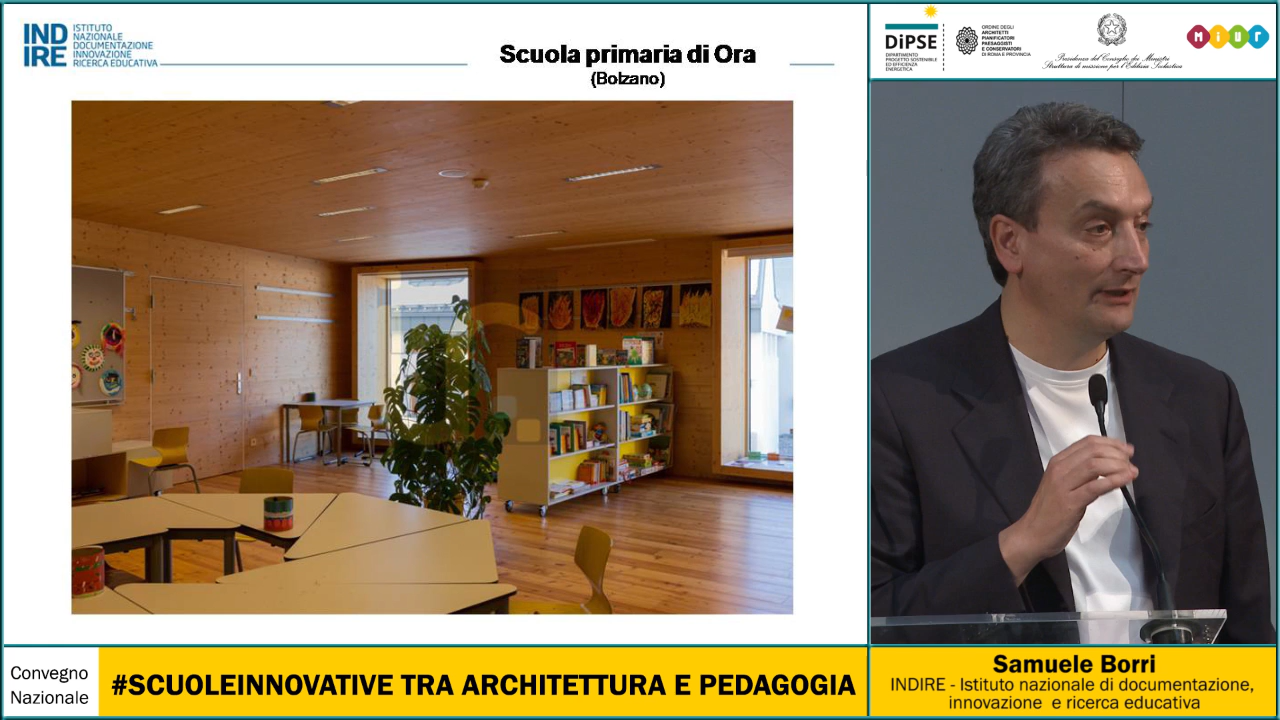 IND
IRE
ISTITUTO
NAZIONALE
DOCUMENTAZIONE
INNOVAZIONE
RICERCA EDUCATIVA
Scuola primaria di Ora
(Bolzano)
DiPSE
DIPARTIMENTO
PROGETTO SOSTENIBILE
ED EFFICIENZA
ENERGETICA
ORDINE DEGLI
ARCHITETTI
PIANIFICATORI
PAESAGGISTI
E CONSERVATORI
DI ROMA E PROVINCIA
Presidenza del Consiglio dei Ministri
Struttura di missione per l'Edilizia Scolastica
MIUR
Convegno
Nazionale
#SCUOLEINNOVATIVE TRA ARCHITETTURA E PEDAGOGIA
Samuele Borri
INDIRE - Istituto nazionale di documentazione,
innovazione e ricerca educativa